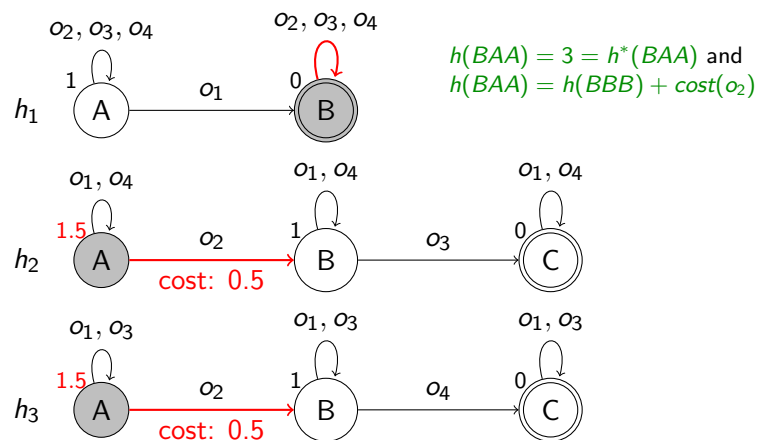 o₂, o₃, o₄ o₂, o₃, o₄
h(BAA) = 3 = h*(BAA) and
h(BAA) = h(BBB) + cost(o₂)
h₁ 1 A o₁ 0 B
o₁, o₄ o₁, o₄ o₁, o₄
h₂ 1.5 A o₂ 1 B o₃ 0 C
cost: 0.5
o₁, o₃ o₁, o₃ o₁, o₃
h₃ 1.5 A o₂ 1 B o₄ 0 C
cost: 0.5